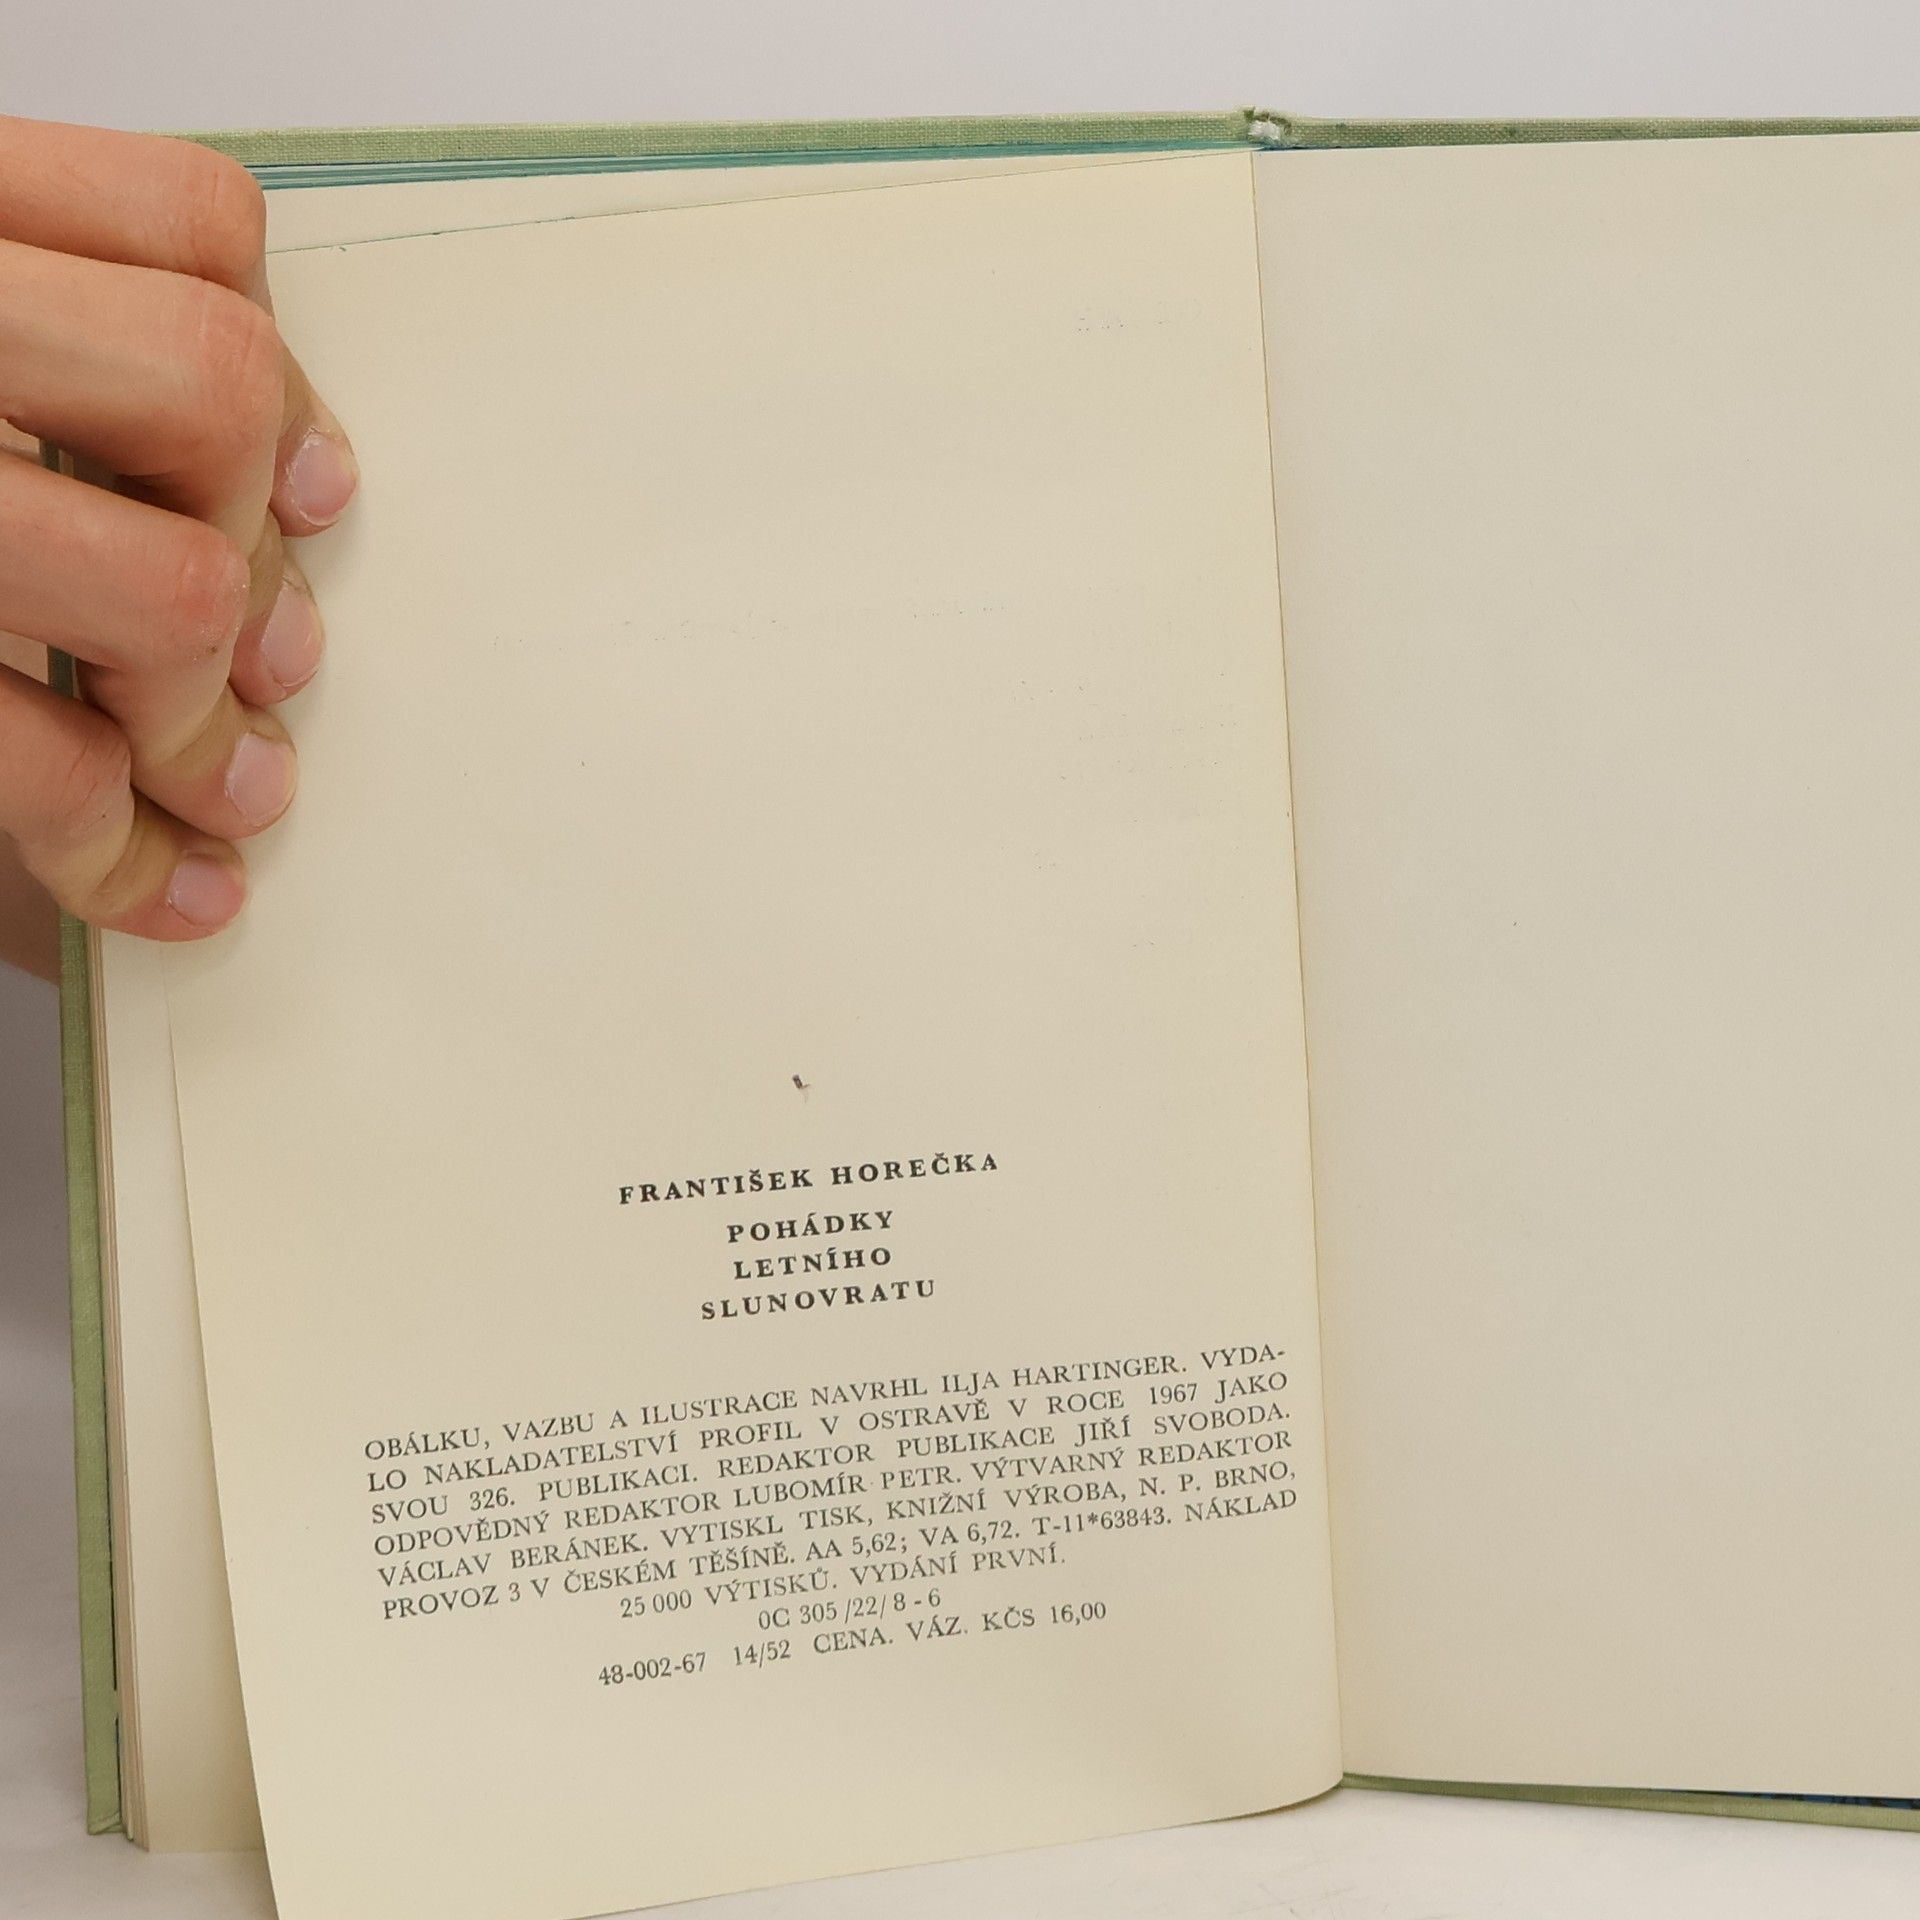 FRANTIŠEK HOREČKA
POHÁDKY
LETNÍHO
SLUNOVRATU
OBÁLKU, VAZBU A ILUSTRACE NAVRHL ILJA HARTINGER. VYDA-
LO NAKLADATELSTVÍ PROFIL V OSTRAVĚ V ROCE 1967 JAKO
SVOU 326. PUBLIKACI. REDAKTOR PUBLIKACE JIŘÍ SVOBODA.
ODPOVĚDNÝ REDAKTOR LUBOMÍR PETR. VÝTVARNÝ REDAKTOR
VÁCLAV BERÁNEK. VYTISKL TISK, KNIŽNÍ VÝROBA, N. P. BRNO,
PROVOZ 3 V ČESKÉM TĚŠÍNĚ. AA 5,62; VA 6,72. T-11*63843. NÁKLAD
25 000 VÝTISKŮ. VYDÁNÍ PRVNÍ.
0C 305 /22/ 8 - 6
48-002-67 14/52 CENA. VÁZ. KČS 16,00